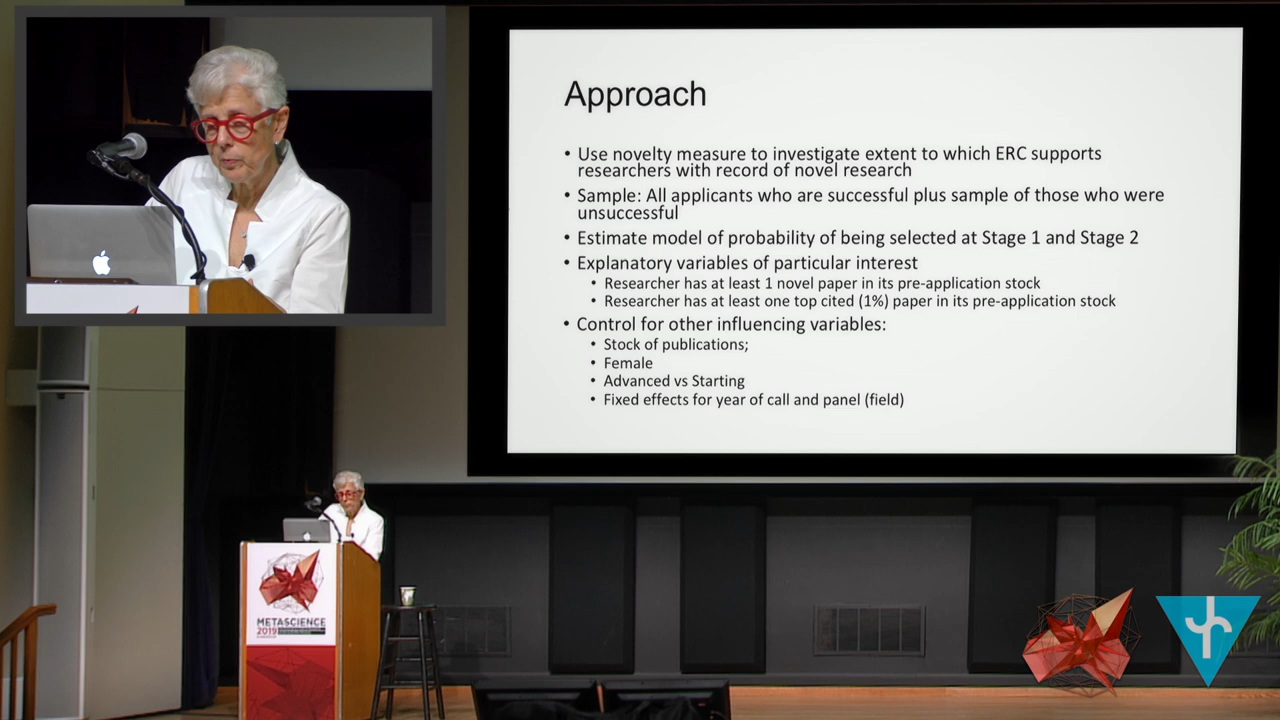 Approach
• Use novelty measure to investigate extent to which ERC supports
researchers with record of novel research
• Sample: All applicants who are successful plus sample of those who were
unsuccessful
• Estimate model of probability of being selected at Stage 1 and Stage 2
• Explanatory variables of particular interest
• Researcher has at least 1 novel paper in its pre-application stock
• Researcher has at least one top cited (1%) paper in its pre-application stock
• Control for other influencing variables:
• Stock of publications;
• Female
• Advanced vs Starting
• Fixed effects for year of call and panel (field)
METASCIENCE
2019